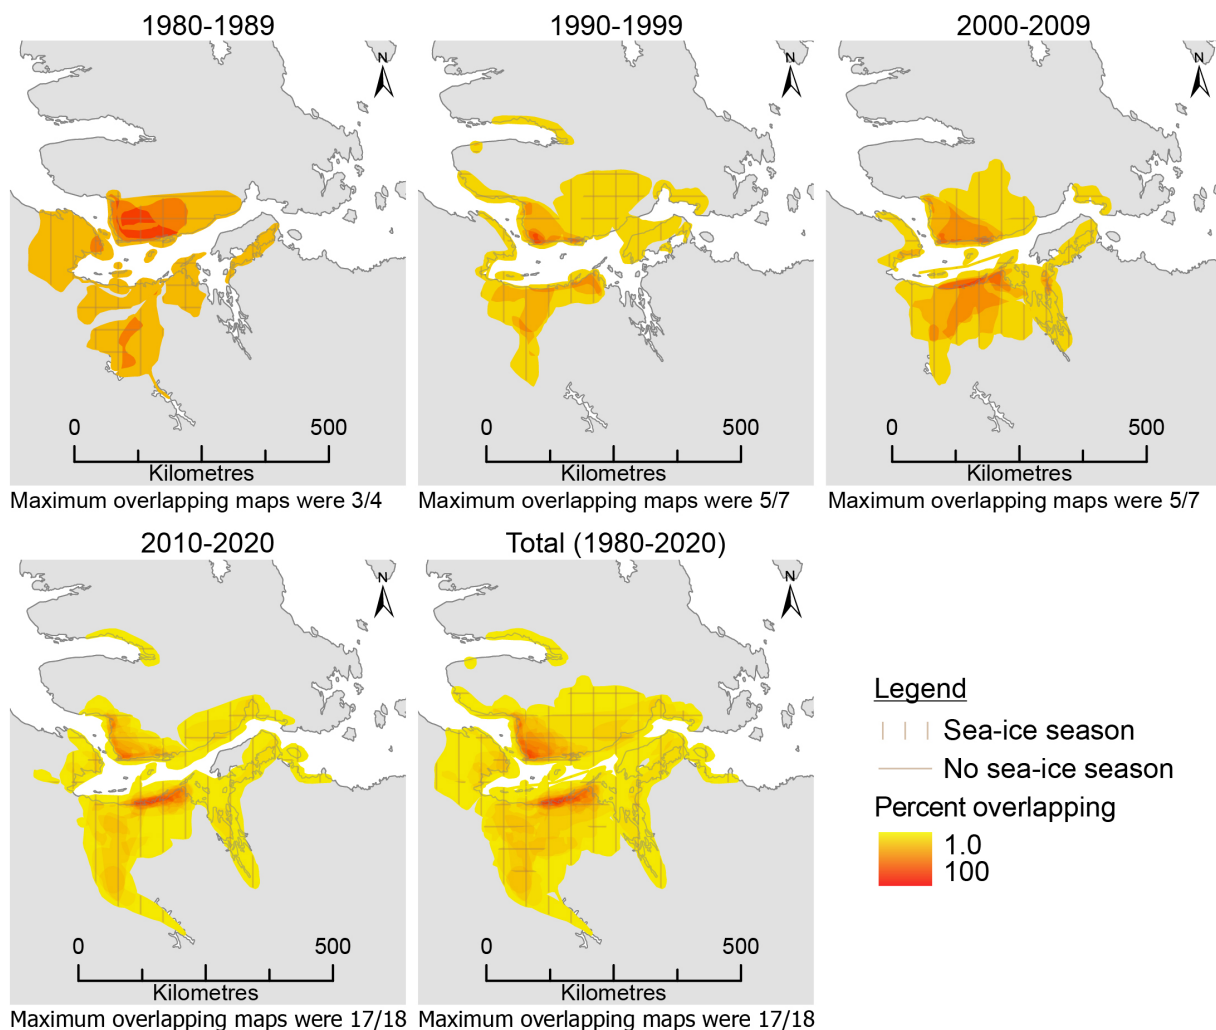 1980-1989
1990-1999
2000-2009
N
N
N
0 500
Kilometres
0 500
Kilometres
0 500
Kilometres
Maximum overlapping maps were 3/4
Maximum overlapping maps were 5/7
Maximum overlapping maps were 5/7
2010-2020
Total (1980-2020)
N
N
Legend
Sea-ice season
No sea-ice season
Percent overlapping
1.0
100
0 500
Kilometres
0 500
Kilometres
Maximum overlapping maps were 17/18
Maximum overlapping maps were 17/18